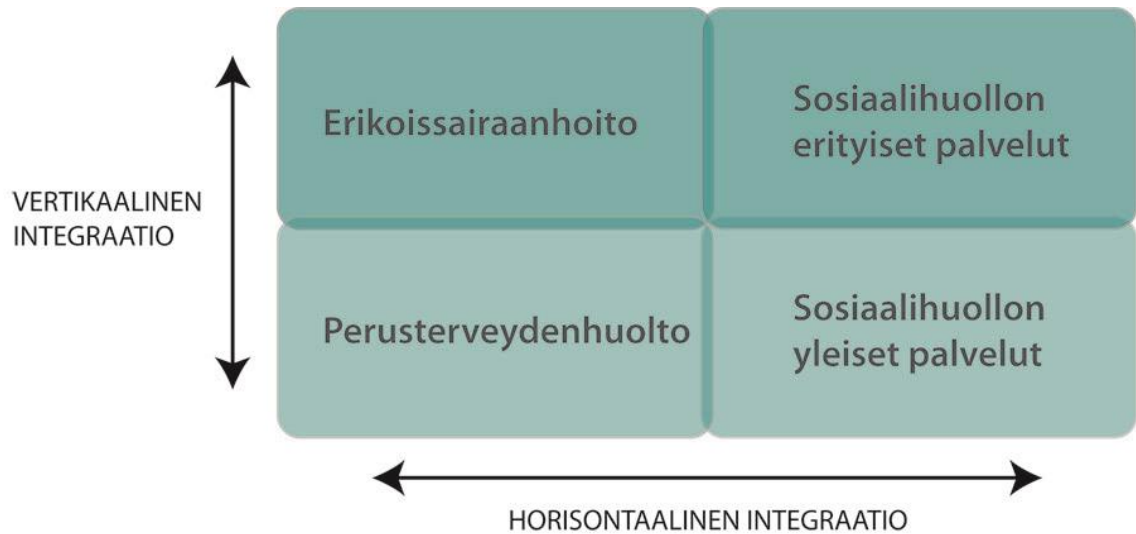 Erikoissairaanhoito
Sosiaalihuollon
erityiset palvelut
VERTIKAALINEN
INTEGRAATIO
Perusterveydenhuolto
Sosiaalihuollon
yleiset palvelut
HORISONTAALINEN INTEGRAATIO